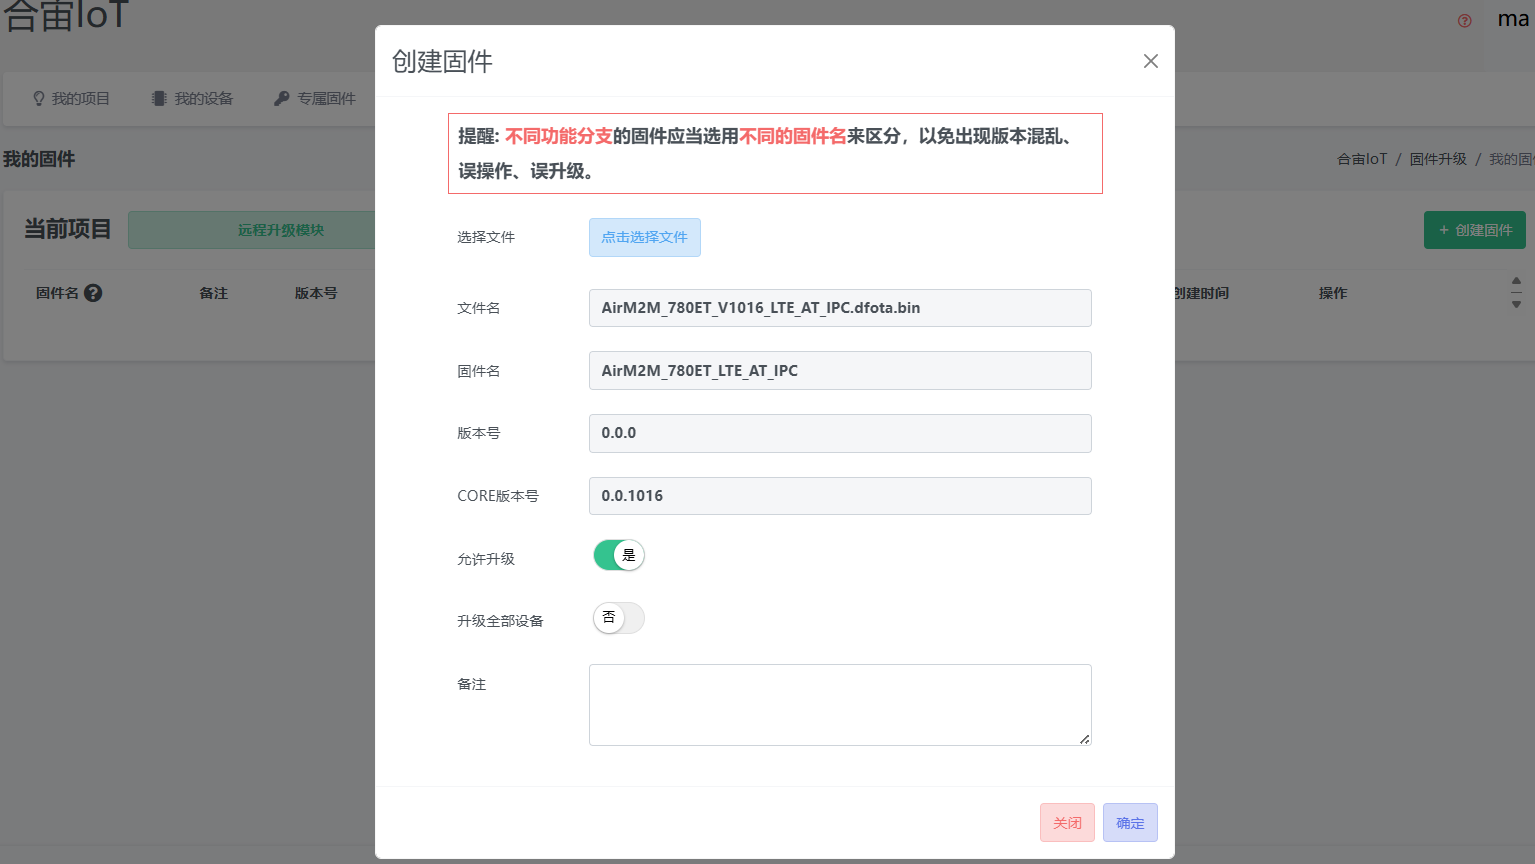 合宙IoT
ma
创建固件
我的项目
我的设备
专属固件
提醒: 不同功能分支的固件应当选用不同的固件名来区分，以免出现版本混乱、
误操作、误升级。
我的固件
合宙IoT / 固件升级 / 我的固
当前项目
远程升级模块
+ 创建固件
选择文件
点击选择文件
固件名
备注
版本号
创建时间
操作
文件名
AirM2M_780ET_V1016_LTE_AT_IPC.dfota.bin
固件名
AirM2M_780ET_LTE_AT_IPC
版本号
0.0.0
CORE版本号
0.0.1016
允许升级
是
升级全部设备
否
备注
关闭
确定